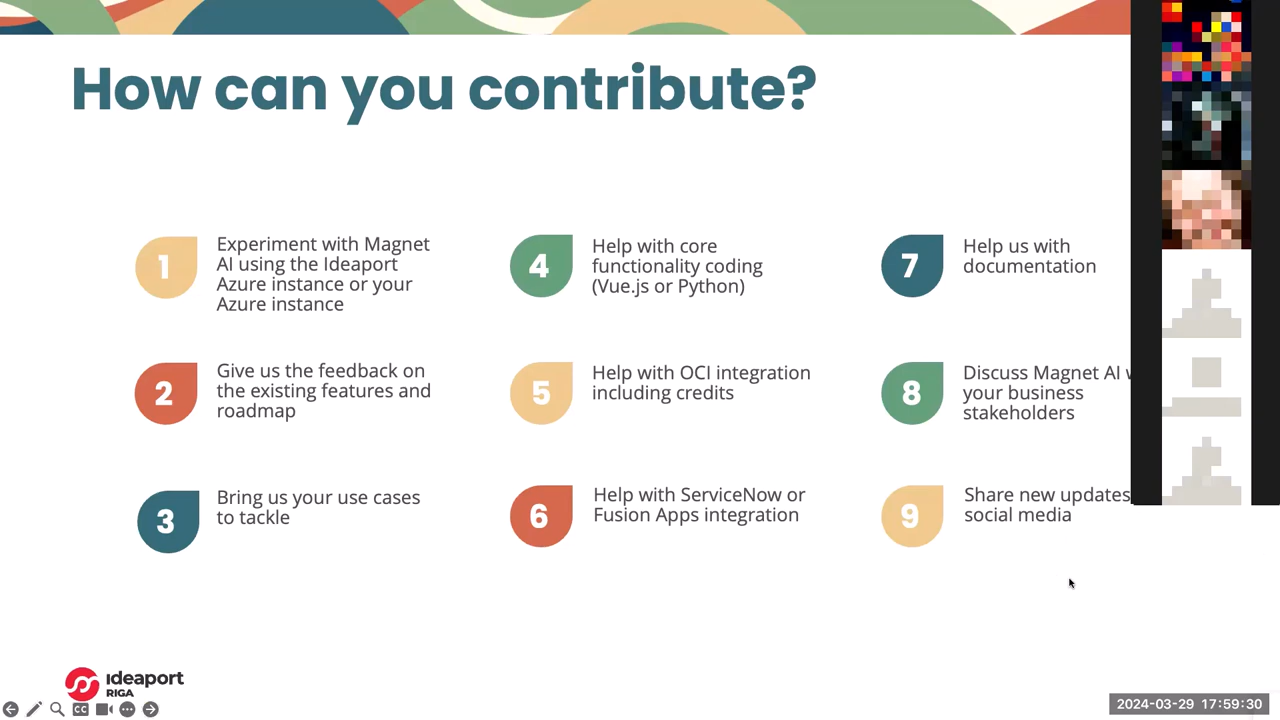 How can you contribute?
1
Experiment with Magnet
AI using the Ideaport
Azure instance or your
Azure instance
2
Give us the feedback on
the existing features and
roadmap
3
Bring us your use cases
to tackle
4
Help with core
functionality coding
(Vue.js or Python)
5
Help with OCI integration
including credits
6
Help with ServiceNow or
Fusion Apps integration
7
Help us with
documentation
8
Discuss Magnet AI
your business
stakeholders
9
Share new updates
social media
ideaport
RIGA
CC
2024-03-29 17:59:30